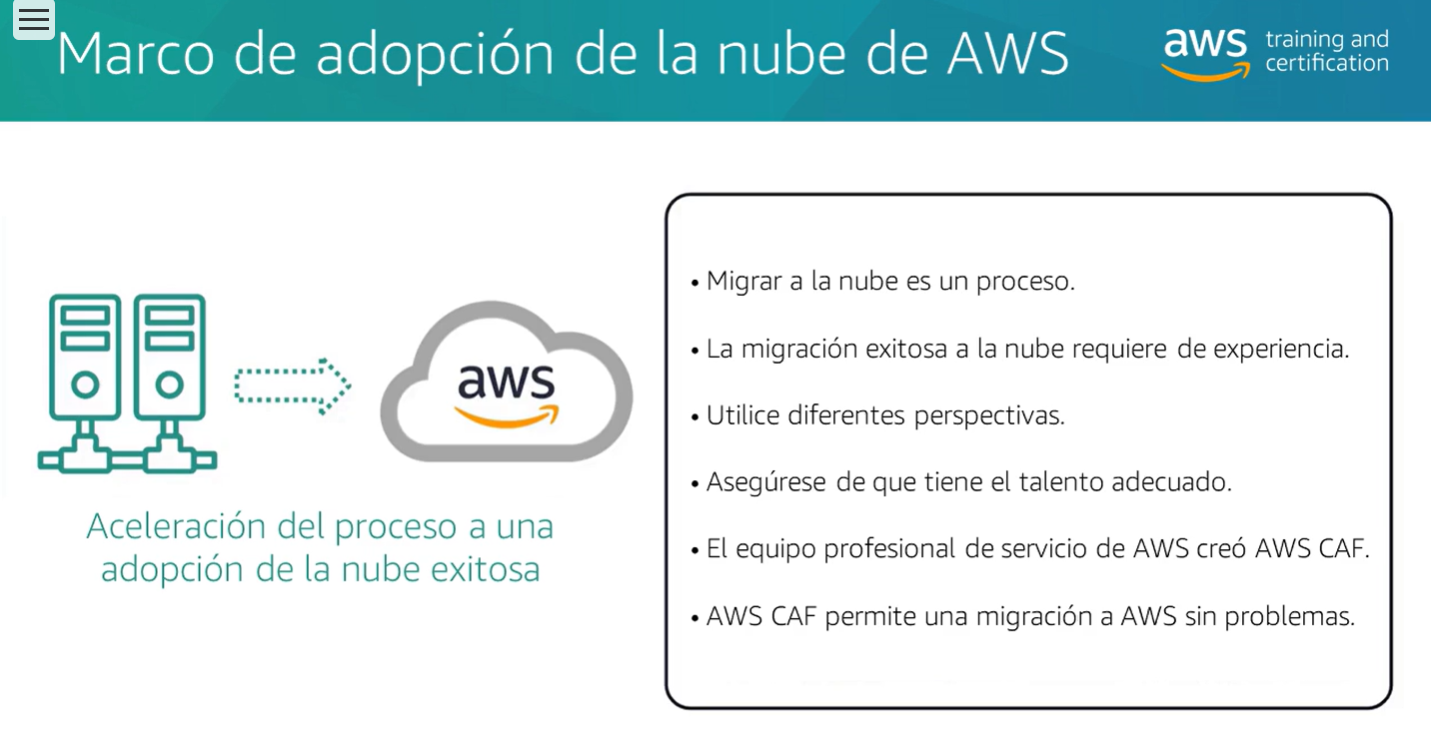 Marco de adopción de la nube de AWS
aws training and
certification
• Migrar a la nube es un proceso.
• La migración exitosa a la nube requiere de experiencia.
• Utilice diferentes perspectivas.
• Asegúrese de que tiene el talento adecuado.
• El equipo profesional de servicio de AWS creó AWS CAF.
• AWS CAF permite una migración a AWS sin problemas.
aws
Aceleración del proceso a una
adopción de la nube exitosa